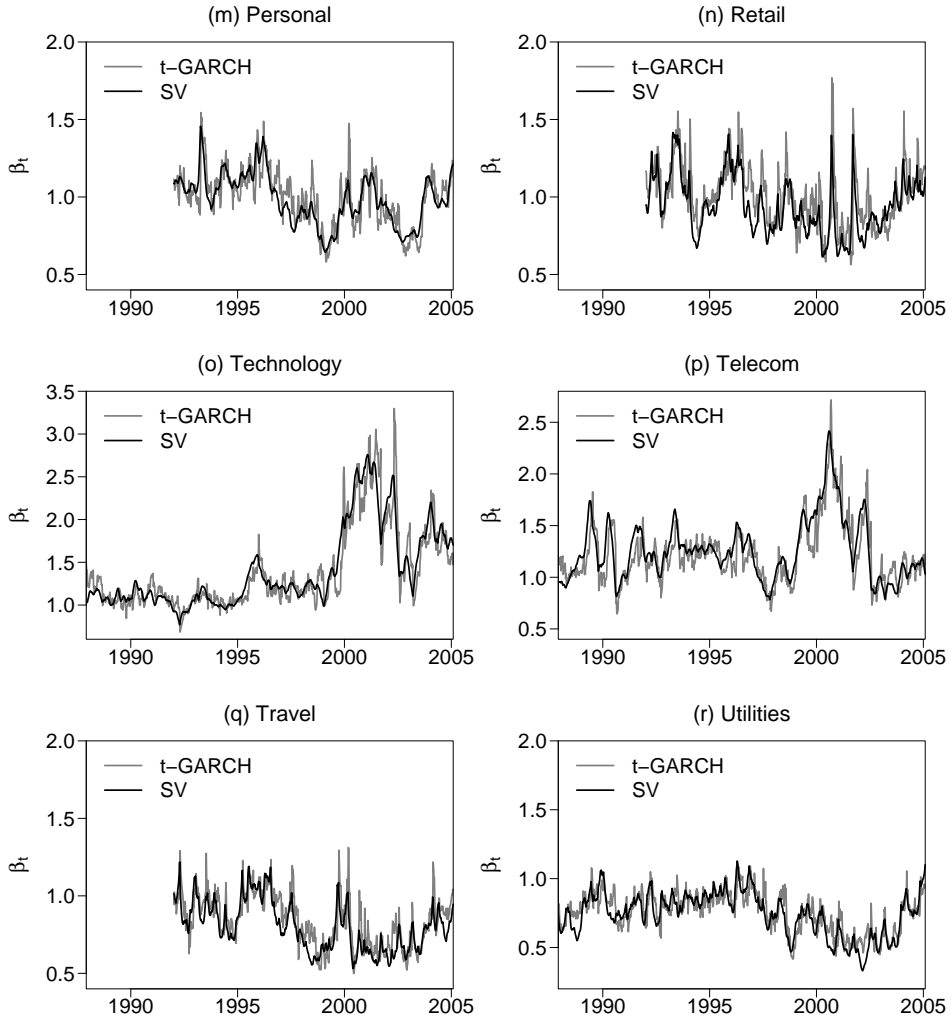 (m) Personal
2.0
1.5
1.0
0.5
βt
t−GARCH
SV
1990
1995
2000
2005
(n) Retail
2.0
1.5
1.0
0.5
βt
t−GARCH
SV
1990
1995
2000
2005
(o) Technology
3.5
3.0
2.5
2.0
1.5
1.0
βt
t−GARCH
SV
1990
1995
2000
2005
(p) Telecom
2.5
2.0
1.5
1.0
0.5
βt
t−GARCH
SV
1990
1995
2000
2005
(q) Travel
2.0
1.5
1.0
0.5
βt
t−GARCH
SV
1990
1995
2000
2005
(r) Utilities
2.0
1.5
1.0
0.5
βt
t−GARCH
SV
1990
1995
2000
2005